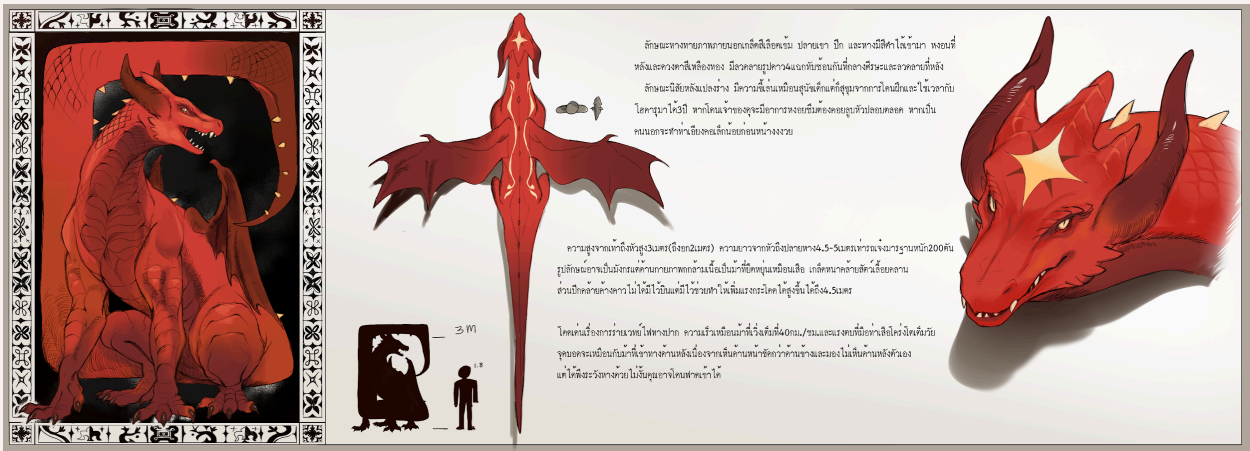 ลักษณะทางกายภาพภายนอกเกล็ดสีเลือดเข้ม ปลายเขา ปีก และหางมีสีดำไล่เข้ามา หงอนที่
หลังและดวงตาสีเหลืองทอง มีลวดลายรูปดาว4แฉกทับซ้อนกันที่กลางศีรษะและลวดลายที่หลัง
ลักษณะนิสัยหลังแปลงร่าง มีความขี้เล่นเหมือนสุนัขเด็กแต่ก็สุขุมจากการโดนฝึกและใช้เวลากับ
โอคารุมาได้3ปี หากโดนเจ้าของดุจะมีอาการหงอยซึมต้องคอยลูบหัวปลอบตลอด หากเป็น
คนนอกจะทำท่าเอียงคอเล็กน้อยก่อนหน้างงงวย
ความสูงจากเท้าถึงหัวสูง3เมตร(ถึงอก2เมตร) ความยาวจากหัวถึงปลายหาง4.5-5เมตรเท่ารถเจ๋งมาตรฐานหนัก200ตัน
รูปลักษณ์อาจเป็นมังกรแต่ด้านกายภาพกล้ามเนื้อเป็นม้าที่ยืดหยุ่นเหมือนเสือ เกล็ดหนาคล้ายสัตว์เลื้อยคลาน
ส่วนปีกคล้ายค้างคาวไม่ได้มีไว้บินแต่มีไว้ช่วยทำให้เพิ่มแรงกระโดดได้สูงขึ้นได้ถึง4.5เมตร
โดดเด่นเรื่องการร่ายเวทย์ไฟทางปาก ความเร็วเหมือนม้าที่วิ่งเต็มที่40กม./ชม.และแรงตบที่มือเท่าเสือโคร่งโตเต็มวัย
จุดบอดจะเหมือนกับม้าที่เข้าทางด้านหลังเนื่องจากเห็นด้านหน้าชัดกว่าด้านข้างและมองไม่เห็นด้านหลังตัวเอง
แต่ได้พึงระวังหางด้วยไม่งั้นคุณอาจโดนฟาดเข้าได้
3 M
1.8